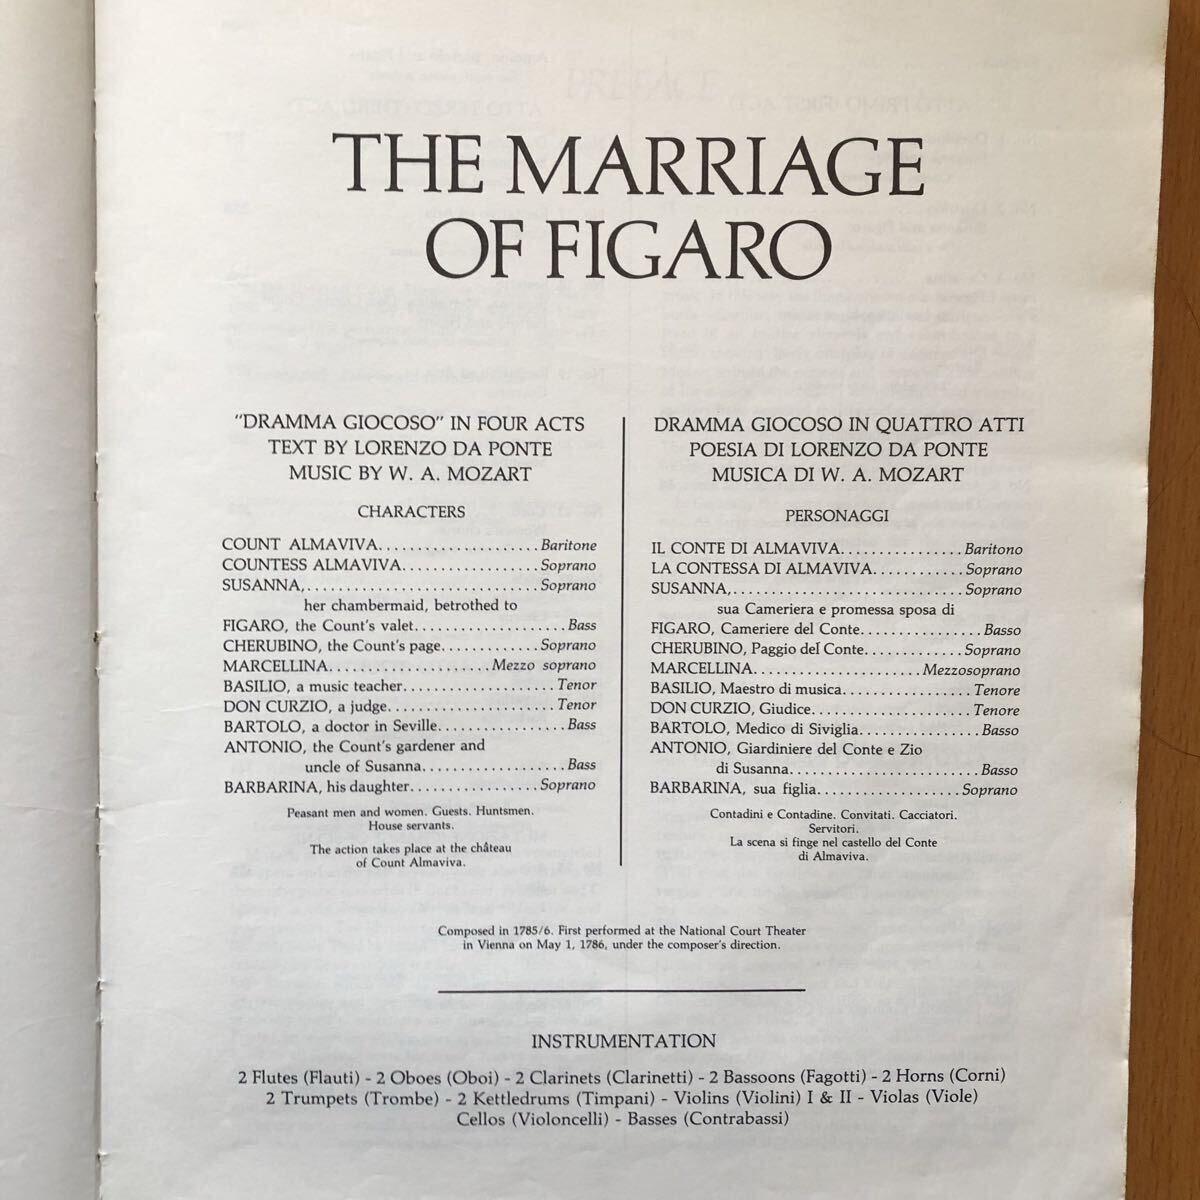 THE MARRIAGE
OF FIGARO
"DRAMMA GIOCOSO" IN FOUR ACTS
TEXT BY LORENZO DA PONTE
MUSIC BY W. A. MOZART
CHARACTERS
COUNT ALMAVIVA.....................Baritone
COUNTESS ALMAVIVA..................Soprano
SUSANNA,...............................Soprano
her chambermaid, betrothed to
FIGARO, the Count's valet....................Bass
CHERUBINO, the Count's page.............Soprano
MARCELLINA.....................Mezzo soprano
BASILIO, a music teacher....................Tenor
DON CURZIO, a judge......................Tenor
BARTOLO, a doctor in Seville.................Bass
ANTONIO, the Count's gardener and
uncle of Susanna...................Bass
BARBARINA, his daughter.................Soprano
Peasant men and women. Guests. Huntsmen.
House servants.
The action takes place at the château
of Count Almaviva.
DRAMMA GIOCOSO IN QUATTRO ATTI
POESIA DI LORENZO DA PONTE
MUSICA DI W. A. MOZART
PERSONAGGI
IL CONTE DI ALMAVIVA................Baritono
LA CONTESSA DI ALMAVIVA............Soprano
SUSANNA,..............................Soprano
sua Cameriera e promessa sposa di
FIGARO, Cameriere del Conte................Basso
CHERUBINO, Paggio del Conte.............Soprano
MARCELLINA......................Mezzosoprano
BASILIO, Maestro di musica.................Tenore
DON CURZIO, Giudice.....................Tenore
BARTOLO, Medico di Siviglia................Basso
ANTONIO, Giardiniere del Conte e Zio
di Susanna.........................Basso
BARBARINA, sua figlia...................Soprano
Contadini e Contadine. Convitati. Cacciatori.
Servitori.
La scena si finge nel castello del Conte
di Almaviva.
Composed in 1785/6. First performed at the National Court Theater
in Vienna on May 1, 1786, under the composer's direction.
INSTRUMENTATION
2 Flutes (Flauti) - 2 Oboes (Oboi) - 2 Clarinets (Clarinetti) - 2 Bassoons (Fagotti) - 2 Horns (Corni)
2 Trumpets (Trombe) - 2 Kettledrums (Timpani) - Violins (Violini) I & II - Violas (Viole)
Cellos (Violoncelli) - Basses (Contrabassi)